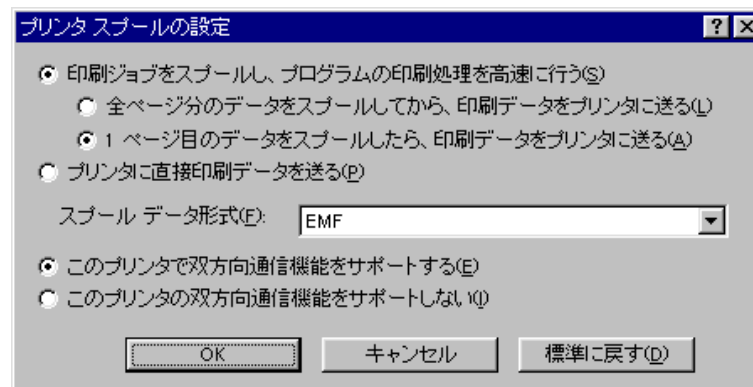 プリンタ スプールの設定
印刷ジョブをスプールし、プログラムの印刷処理を高速に行う(S)
全ページ分のデータをスプールしてから、印刷データをプリンタに送る(L)
1 ページ目のデータをスプールしたら、印刷データをプリンタに送る(A)
プリンタに直接印刷データを送る(P)
スプール データ形式(F): EMF
このプリンタで双方向通信機能をサポートする(E)
このプリンタの双方向通信機能をサポートしない(I)
OK キャンセル 標準に戻す(D)